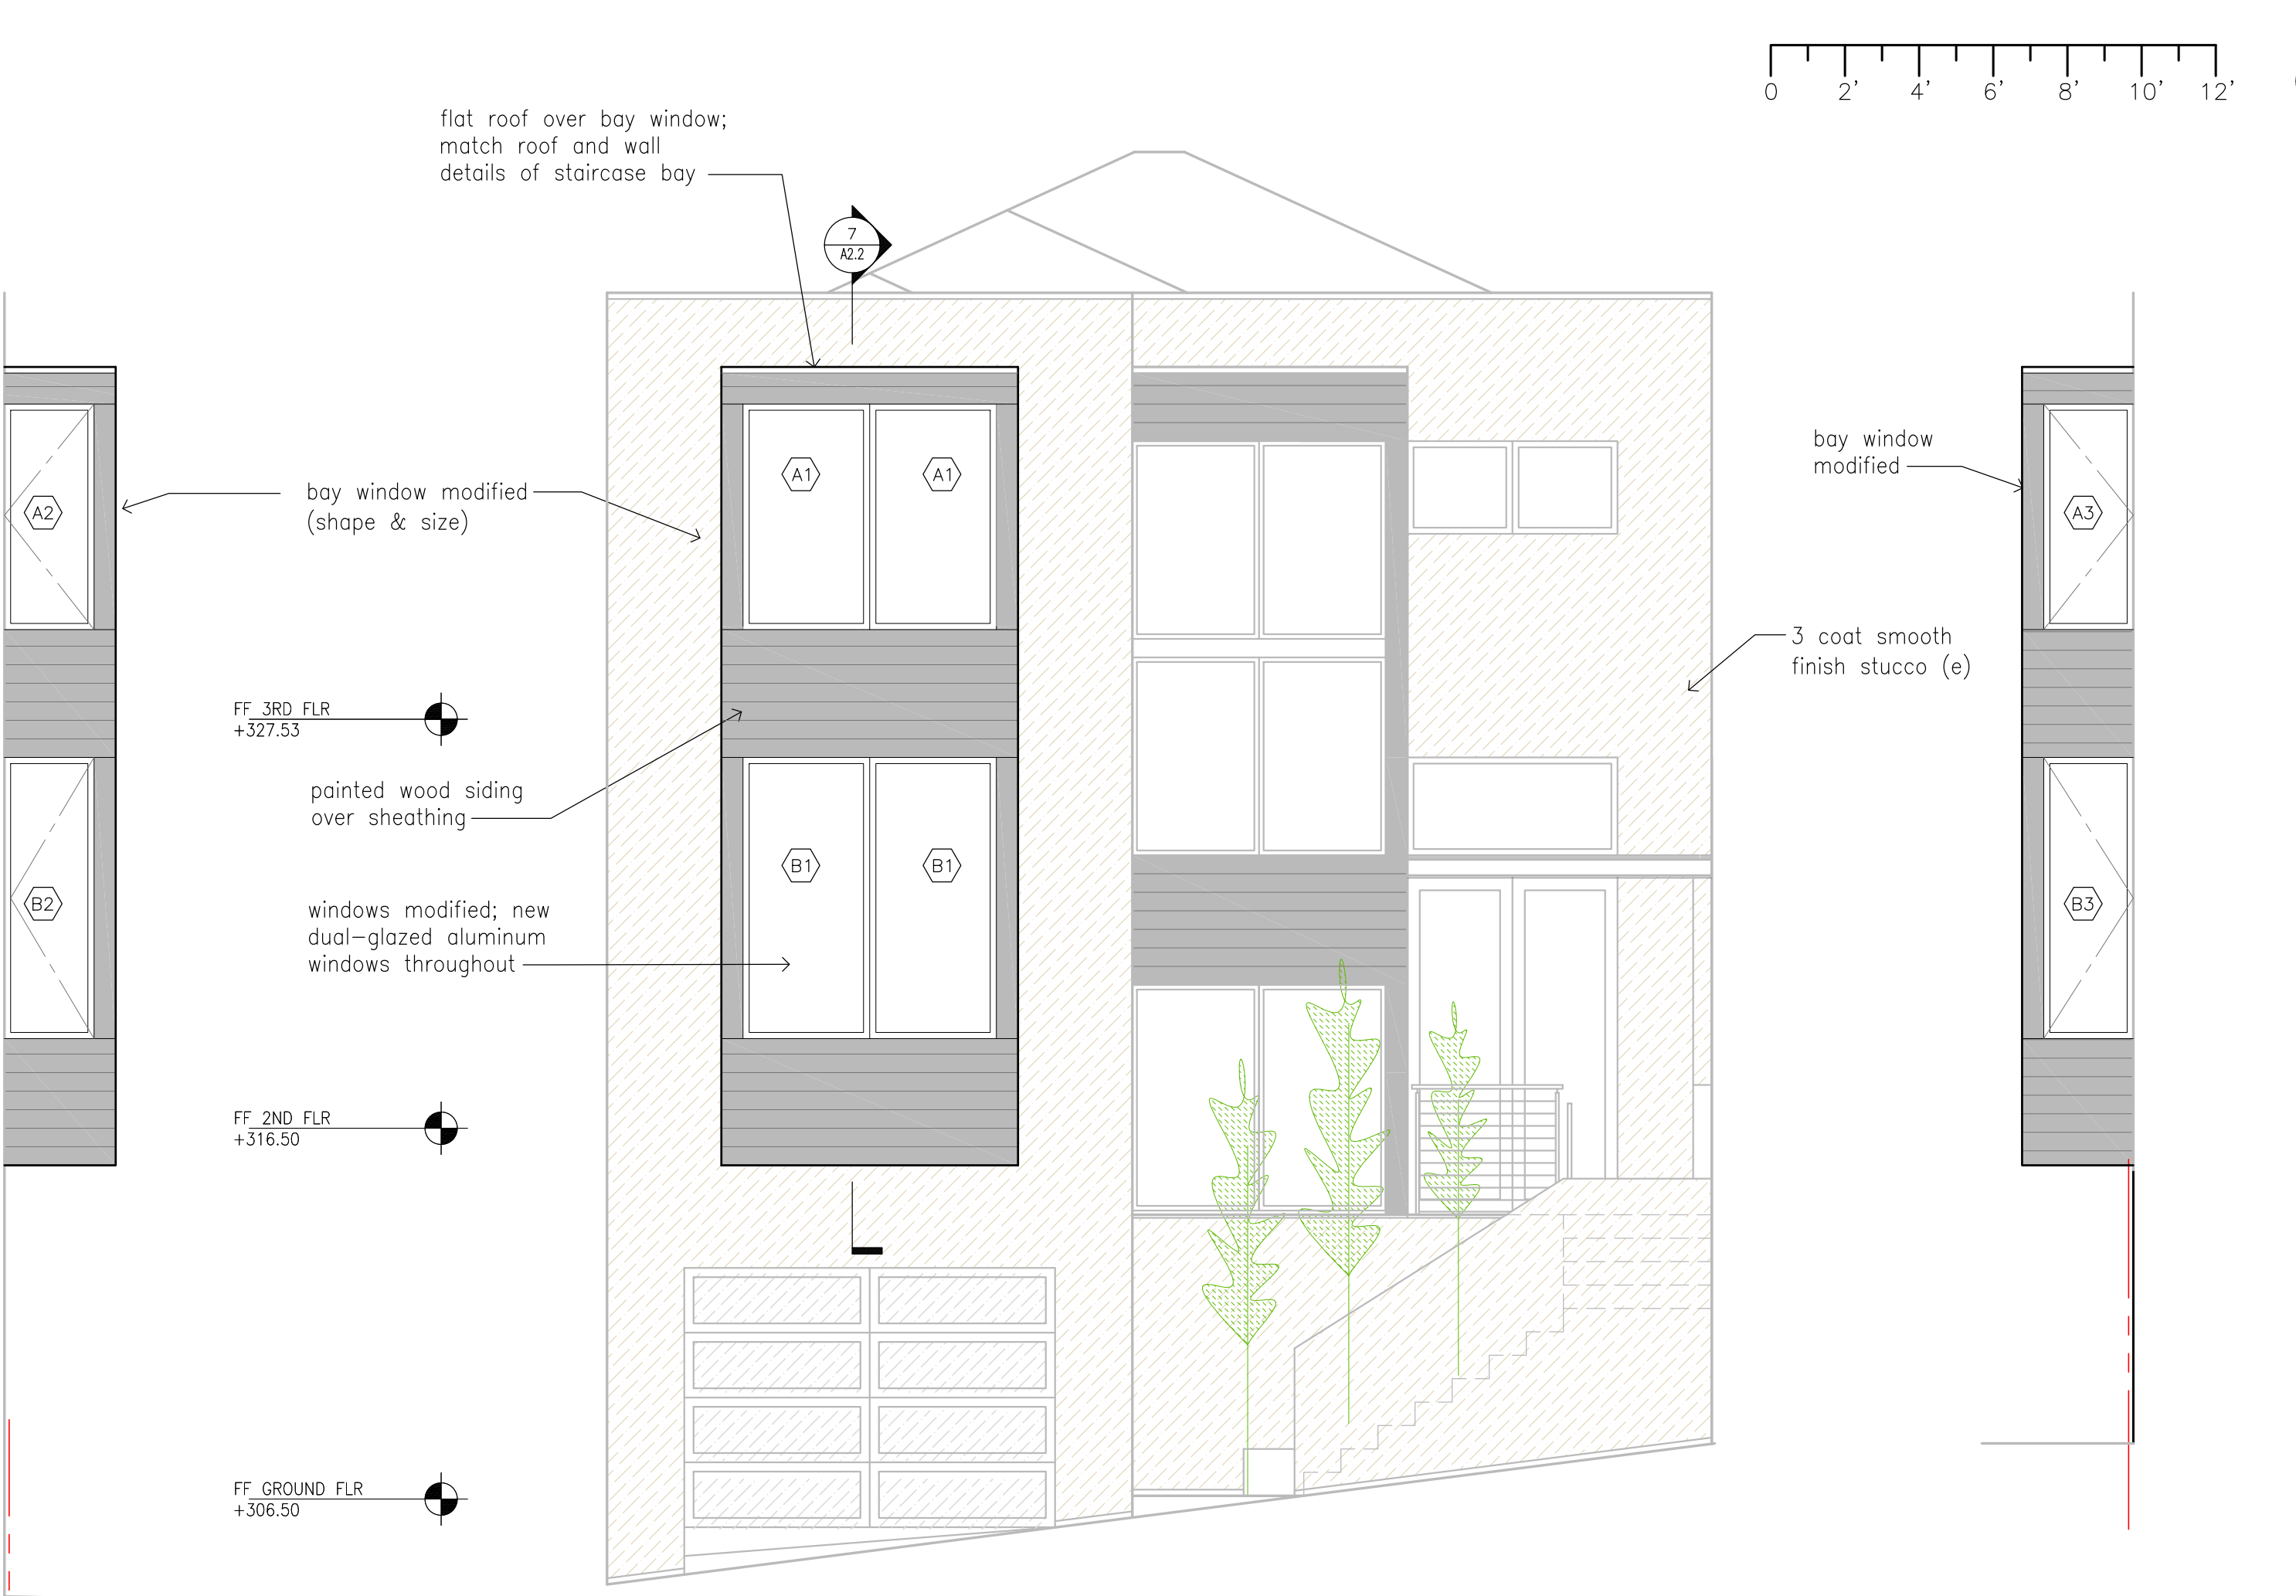 0 2' 4' 6' 8' 10' 12'
flat roof over bay window;
match roof and wall
details of staircase bay
7
A2.2
bay window modified
(shape & size)
A2
A1 A1
bay window
modified
A3
3 coat smooth
finish stucco (e)
FF 3RD FLR
+327.53
painted wood siding
over sheathing
B2
B1 B1
B3
windows modified; new
dual-glazed aluminum
windows throughout
FF 2ND FLR
+316.50
FF GROUND FLR
+306.50